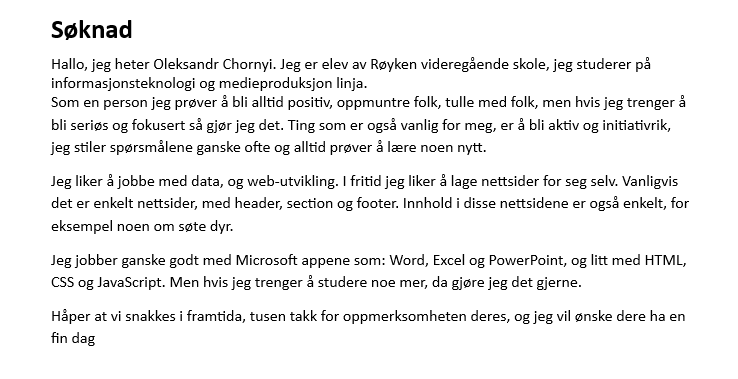 Søknad
Hallo, jeg heter Oleksandr Chornyi. Jeg er elev av Røyken videregående skole, jeg studerer på
informasjonsteknologi og medieproduksjon linja.
Som en person jeg prøver å bli alltid positiv, oppmuntre folk, tulle med folk, men hvis jeg trenger å
bli seriøs og fokusert så gjør jeg det. Ting som er også vanlig for meg, er å bli aktiv og initiativrik,
jeg stiler spørsmålene ganske ofte og alltid prøver å lære noen nytt.
Jeg liker å jobbe med data, og web-utvikling. I fritid jeg liker å lage nettsider for seg selv. Vanligvis
det er enkelt nettsider, med header, section og footer. Innhold i disse nettsidene er også enkelt, for
eksempel noen om søte dyr.
Jeg jobber ganske godt med Microsoft appene som: Word, Excel og PowerPoint, og litt med HTML,
CSS og JavaScript. Men hvis jeg trenger å studere noe mer, da gjøre jeg det gjerne.
Håper at vi snakkes i framtida, tusen takk for oppmerksomheten deres, og jeg vil ønske dere ha en
fin dag